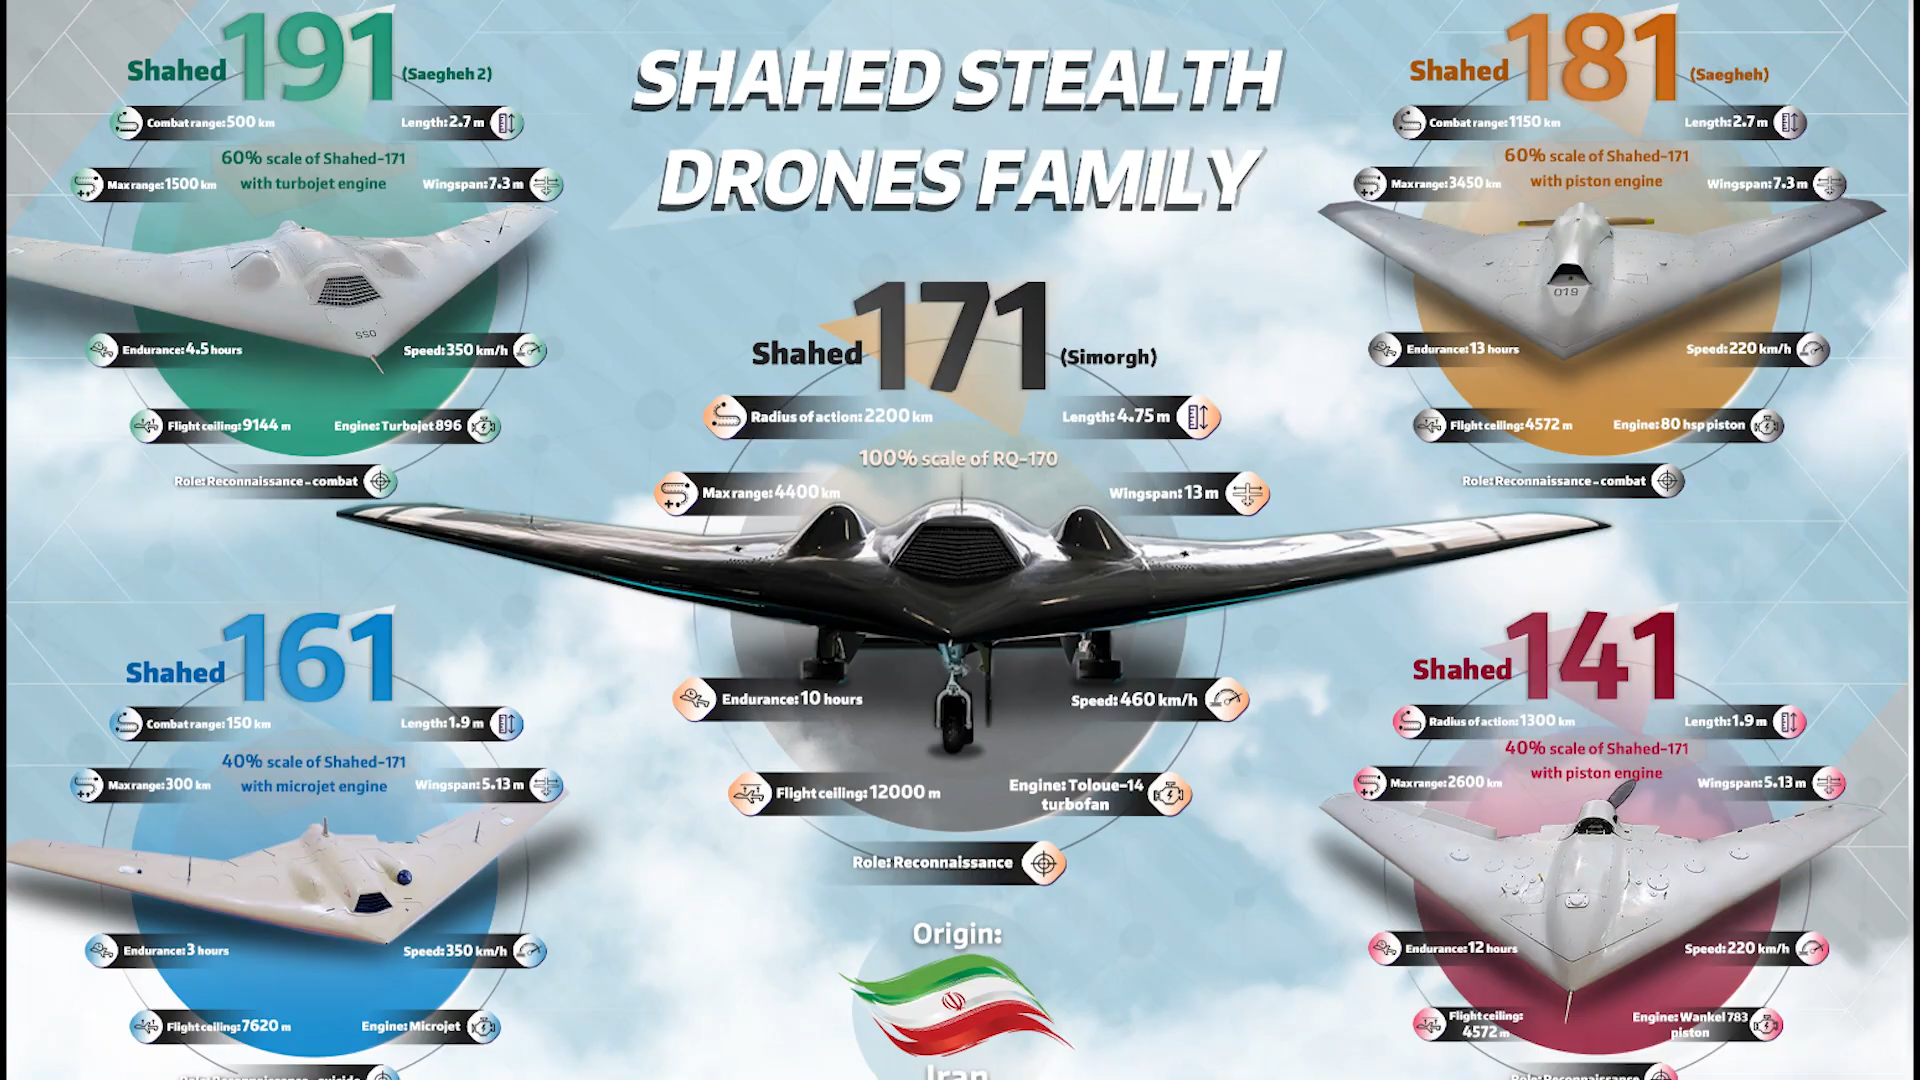 SHAHED STEALTH
DRONES FAMILY
Shahed 191 (Saegheh 2)
Combat range: 500 km
Length: 2.7 m
60% scale of Shahed-171
with turbojet engine
Max range: 1500 km
Wingspan: 7.3 m
SSO
Endurance: 4.5 hours
Speed: 350 km/h
Flight ceiling: 9144 m
Engine: Turbojet 896
Role: Reconnaissance - combat
Shahed 181 (Saegheh)
Combat range: 1150 km
Length: 2.7 m
60% scale of Shahed-171
with piston engine
Max range: 3450 km
Wingspan: 7.3 m
019
Endurance: 13 hours
Speed: 220 km/h
Flight ceiling: 4572 m
Engine: 80 hsp piston
Role: Reconnaissance - combat
Shahed 171 (Simorgh)
Radius of action: 2200 km
Length: 4.75 m
100% scale of RQ-170
Max range: 4400 km
Wingspan: 13 m
Endurance: 10 hours
Speed: 460 km/h
Flight ceiling: 12000 m
Engine: Toloue-14
turbofan
Role: Reconnaissance
Origin:
Iran
Shahed 161
Combat range: 150 km
Length: 1.9 m
40% scale of Shahed-171
with microjet engine
Max range: 300 km
Wingspan: 5.13 m
Endurance: 3 hours
Speed: 350 km/h
Flight ceiling: 7620 m
Engine: Microjet
Role: Reconnaissance - suicide
Shahed 141
Radius of action: 1300 km
Length: 1.9 m
40% scale of Shahed-171
with piston engine
Max range: 2600 km
Wingspan: 5.13 m
Endurance: 12 hours
Speed: 220 km/h
Flight ceiling:
4572 m
Engine: Wankel 783
piston
Role: Reconnaissance